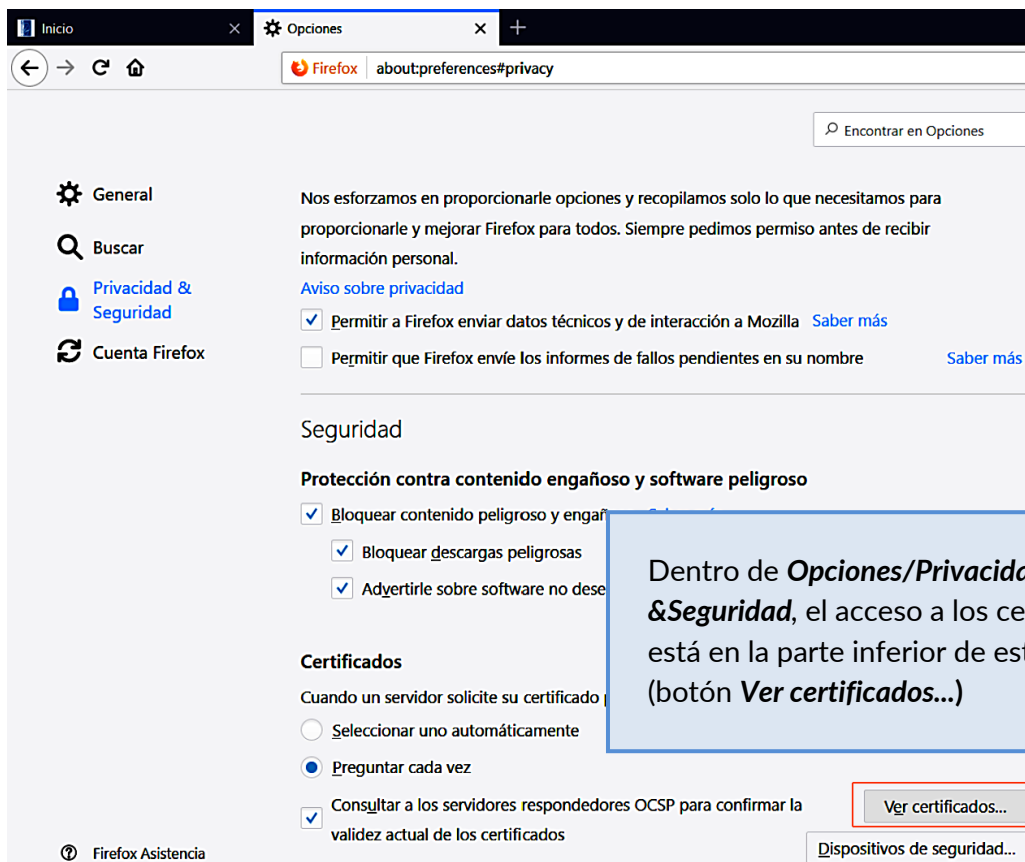 Inicio
Opciones
Firefox about:preferences#privacy
Encontrar en Opciones
General
Buscar
Privacidad &
Seguridad
Cuenta Firefox
Nos esforzamos en proporcionarle opciones y recopilamos solo lo que necesitamos para
proporcionarle y mejorar Firefox para todos. Siempre pedimos permiso antes de recibir
información personal.
Aviso sobre privacidad
Permitir a Firefox enviar datos técnicos y de interacción a Mozilla Saber más
Permitir que Firefox envíe los informes de fallos pendientes en su nombre Saber más
Seguridad
Protección contra contenido engañoso y software peligroso
Bloquear contenido peligroso y
Bloquear descargas peligrosas
Advertirle sobre software no
Dentro de Opciones/
&Seguridad, el acceso a los
está en la parte inferior de
(botón Ver certificados...)
Certificados
Cuando un servidor solicite su certificado
Seleccionar uno automáticamente
Preguntar cada vez
Consultar a los servidores respondedores OCSP para confirmar la
validez actual de los certificados
Ver certificados...
Dispositivos de seguridad...
Firefox Asistencia